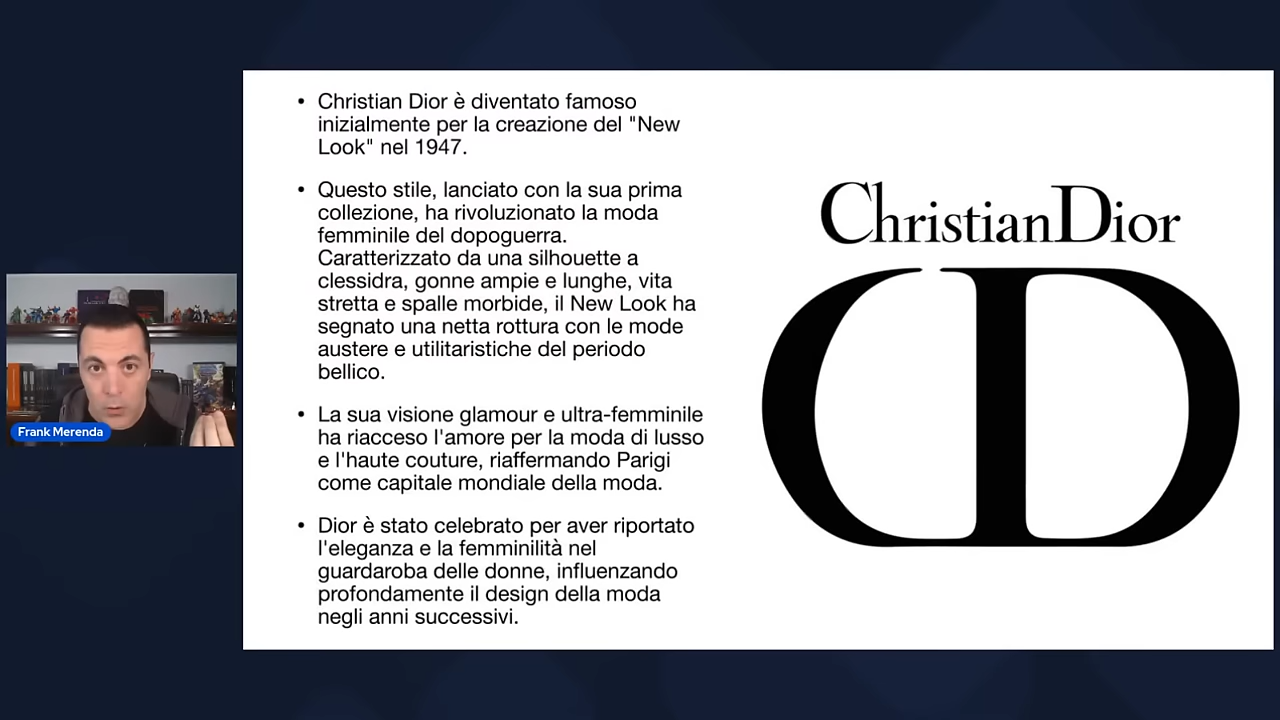 • Christian Dior è diventato famoso
inizialmente per la creazione del "New
Look" nel 1947.
• Questo stile, lanciato con la sua prima
collezione, ha rivoluzionato la moda
femminile del dopoguerra.
Caratterizzato da una silhouette a
clessidra, gonne ampie e lunghe, vita
stretta e spalle morbide, il New Look ha
segnato una netta rottura con le mode
austere e utilitaristiche del periodo
bellico.
• La sua visione glamour e ultra-femminile
ha riacceso l'amore per la moda di lusso
e l'haute couture, riaffermando Parigi
come capitale mondiale della moda.
• Dior è stato celebrato per aver riportato
l'eleganza e la femminilità nel
guardaroba delle donne, influenzando
profondamente il design della moda
negli anni successivi.
ChristianDior
CD
Frank Merenda